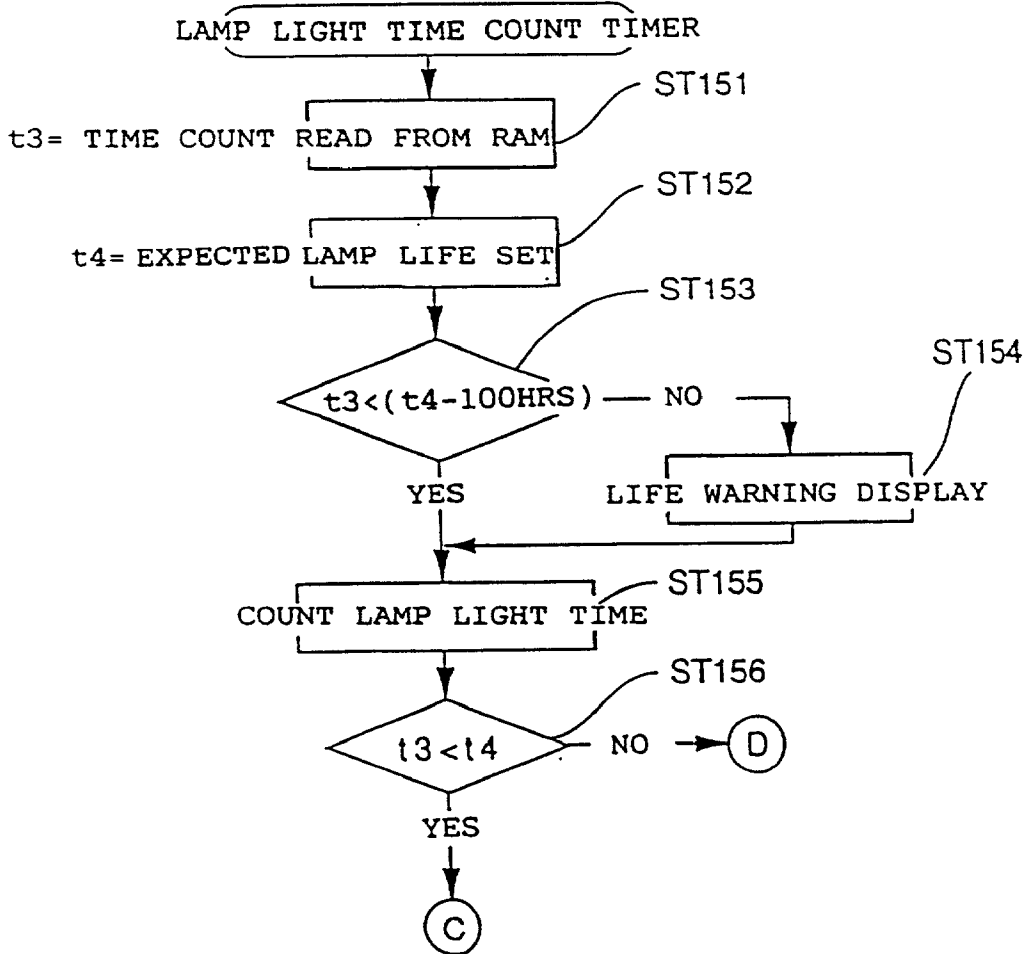 LAMP LIGHT TIME COUNT TIMER
ST151
t3= TIME COUNT READ FROM RAM
ST152
t4= EXPECTED LAMP LIFE SET
ST153
ST154
t3<(t4-100HRS)
NO
YES
LIFE WARNING DISPLAY
ST155
COUNT LAMP LIGHT TIME
ST156
t3<t4
NO
D
YES
C